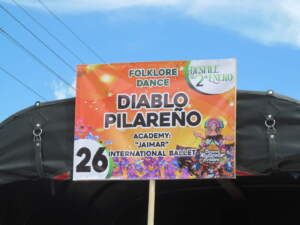 FOLKLORE
DANCE
DESFILE
2 DE ENERO
DIABLO
PILAREÑO
ACADEMY:
"JAIMAR"
INTERNATIONAL BALLET
26